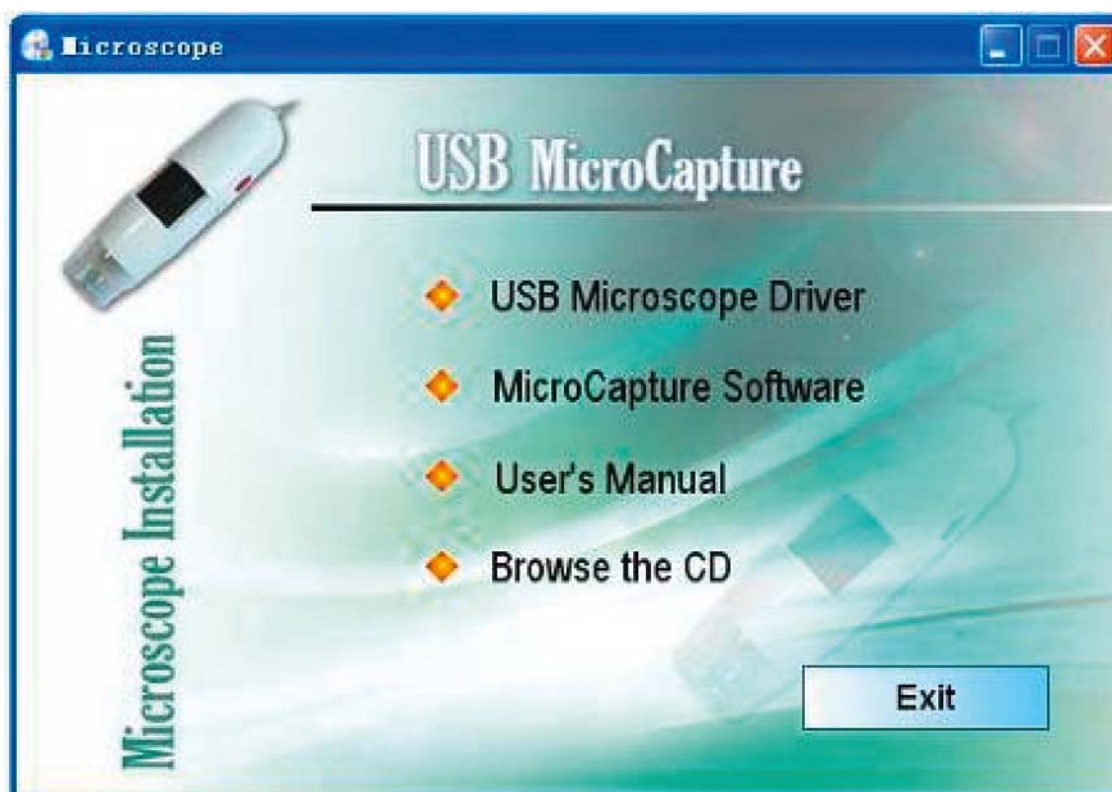 Microscope
USB MicroCapture
USB Microscope Driver
MicroCapture Software
User's Manual
Browse the CD
Microscope Installation
Exit